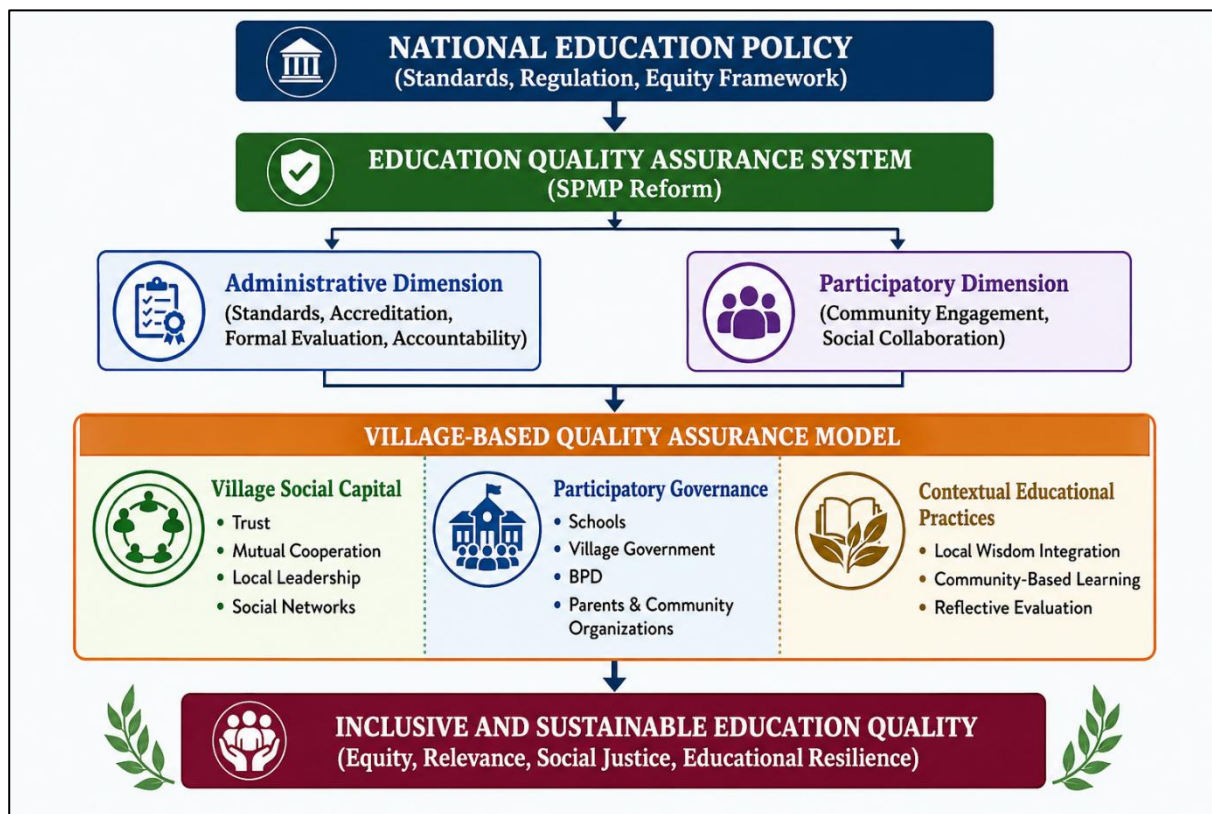 NATIONAL EDUCATION POLICY
(Standards, Regulation, Equity Framework)
EDUCATION QUALITY ASSURANCE SYSTEM
(SPMP Reform)
Administrative Dimension
(Standards, Accreditation,
Formal Evaluation, Accountability)
Participatory Dimension
(Community Engagement,
Social Collaboration)
VILLAGE-BASED QUALITY ASSURANCE MODEL
Village Social Capital
• Trust
• Mutual Cooperation
• Local Leadership
• Social Networks
Participatory Governance
• Schools
• Village Government
• BPD
• Parents & Community
Organizations
Contextual Educational
Practices
• Local Wisdom Integration
• Community-Based Learning
• Reflective Evaluation
INCLUSIVE AND SUSTAINABLE EDUCATION QUALITY
(Equity, Relevance, Social Justice, Educational Resilience)